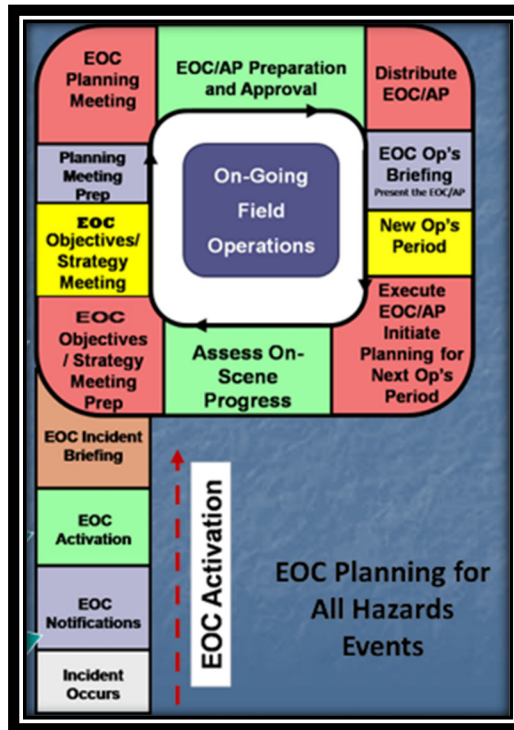 EOC
Planning
Meeting
EOC/AP Preparation
and Approval
Distribute
EOC/AP
Planning
Meeting
Prep
On-Going
Field
Operations
EOC Op's
Briefing
Present the EOC/AP
EOC
Objectives/
Strategy
Meeting
New Op's
Period
EOC
Objectives
/ Strategy
Meeting
Prep
Assess On-
Scene
Progress
Execute
EOC/AP
Initiate
Planning for
Next Op's
Period
EOC Incident
Briefing
EOC
Activation
EOC
Notifications
Incident
Occurs
EOC Activation
EOC Planning for
All Hazards
Events